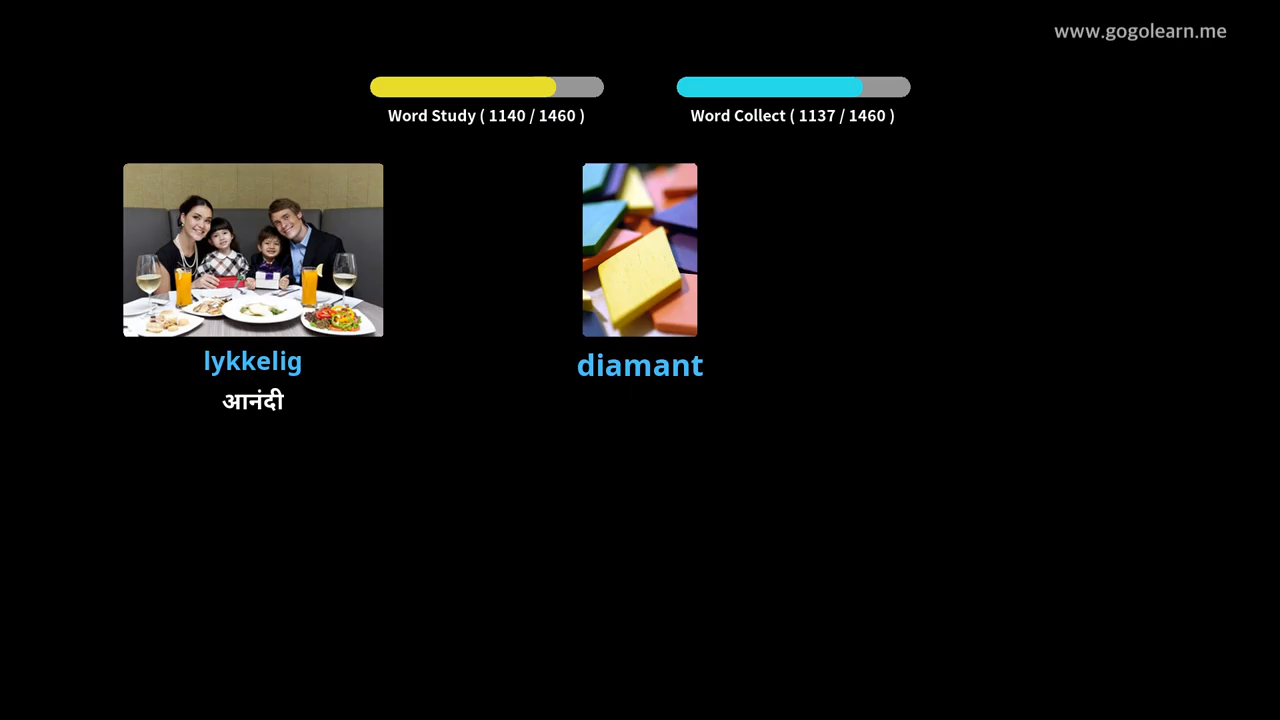 www.gogolearn.me
Word Study ( 1140 / 1460 )
Word Collect ( 1137 / 1460 )
lykkelig
आनंदी
diamant